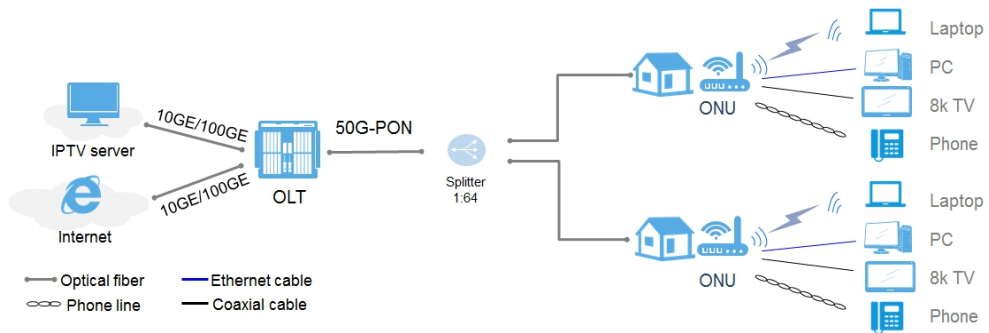 IPTV server
Internet
10GE/100GE
10GE/100GE
OLT
50G-PON
Splitter
1:64
ONU
Laptop
PC
8k TV
Phone
ONU
Laptop
PC
8k TV
Phone
Optical fiber
Ethernet cable
Phone line
Coaxial cable